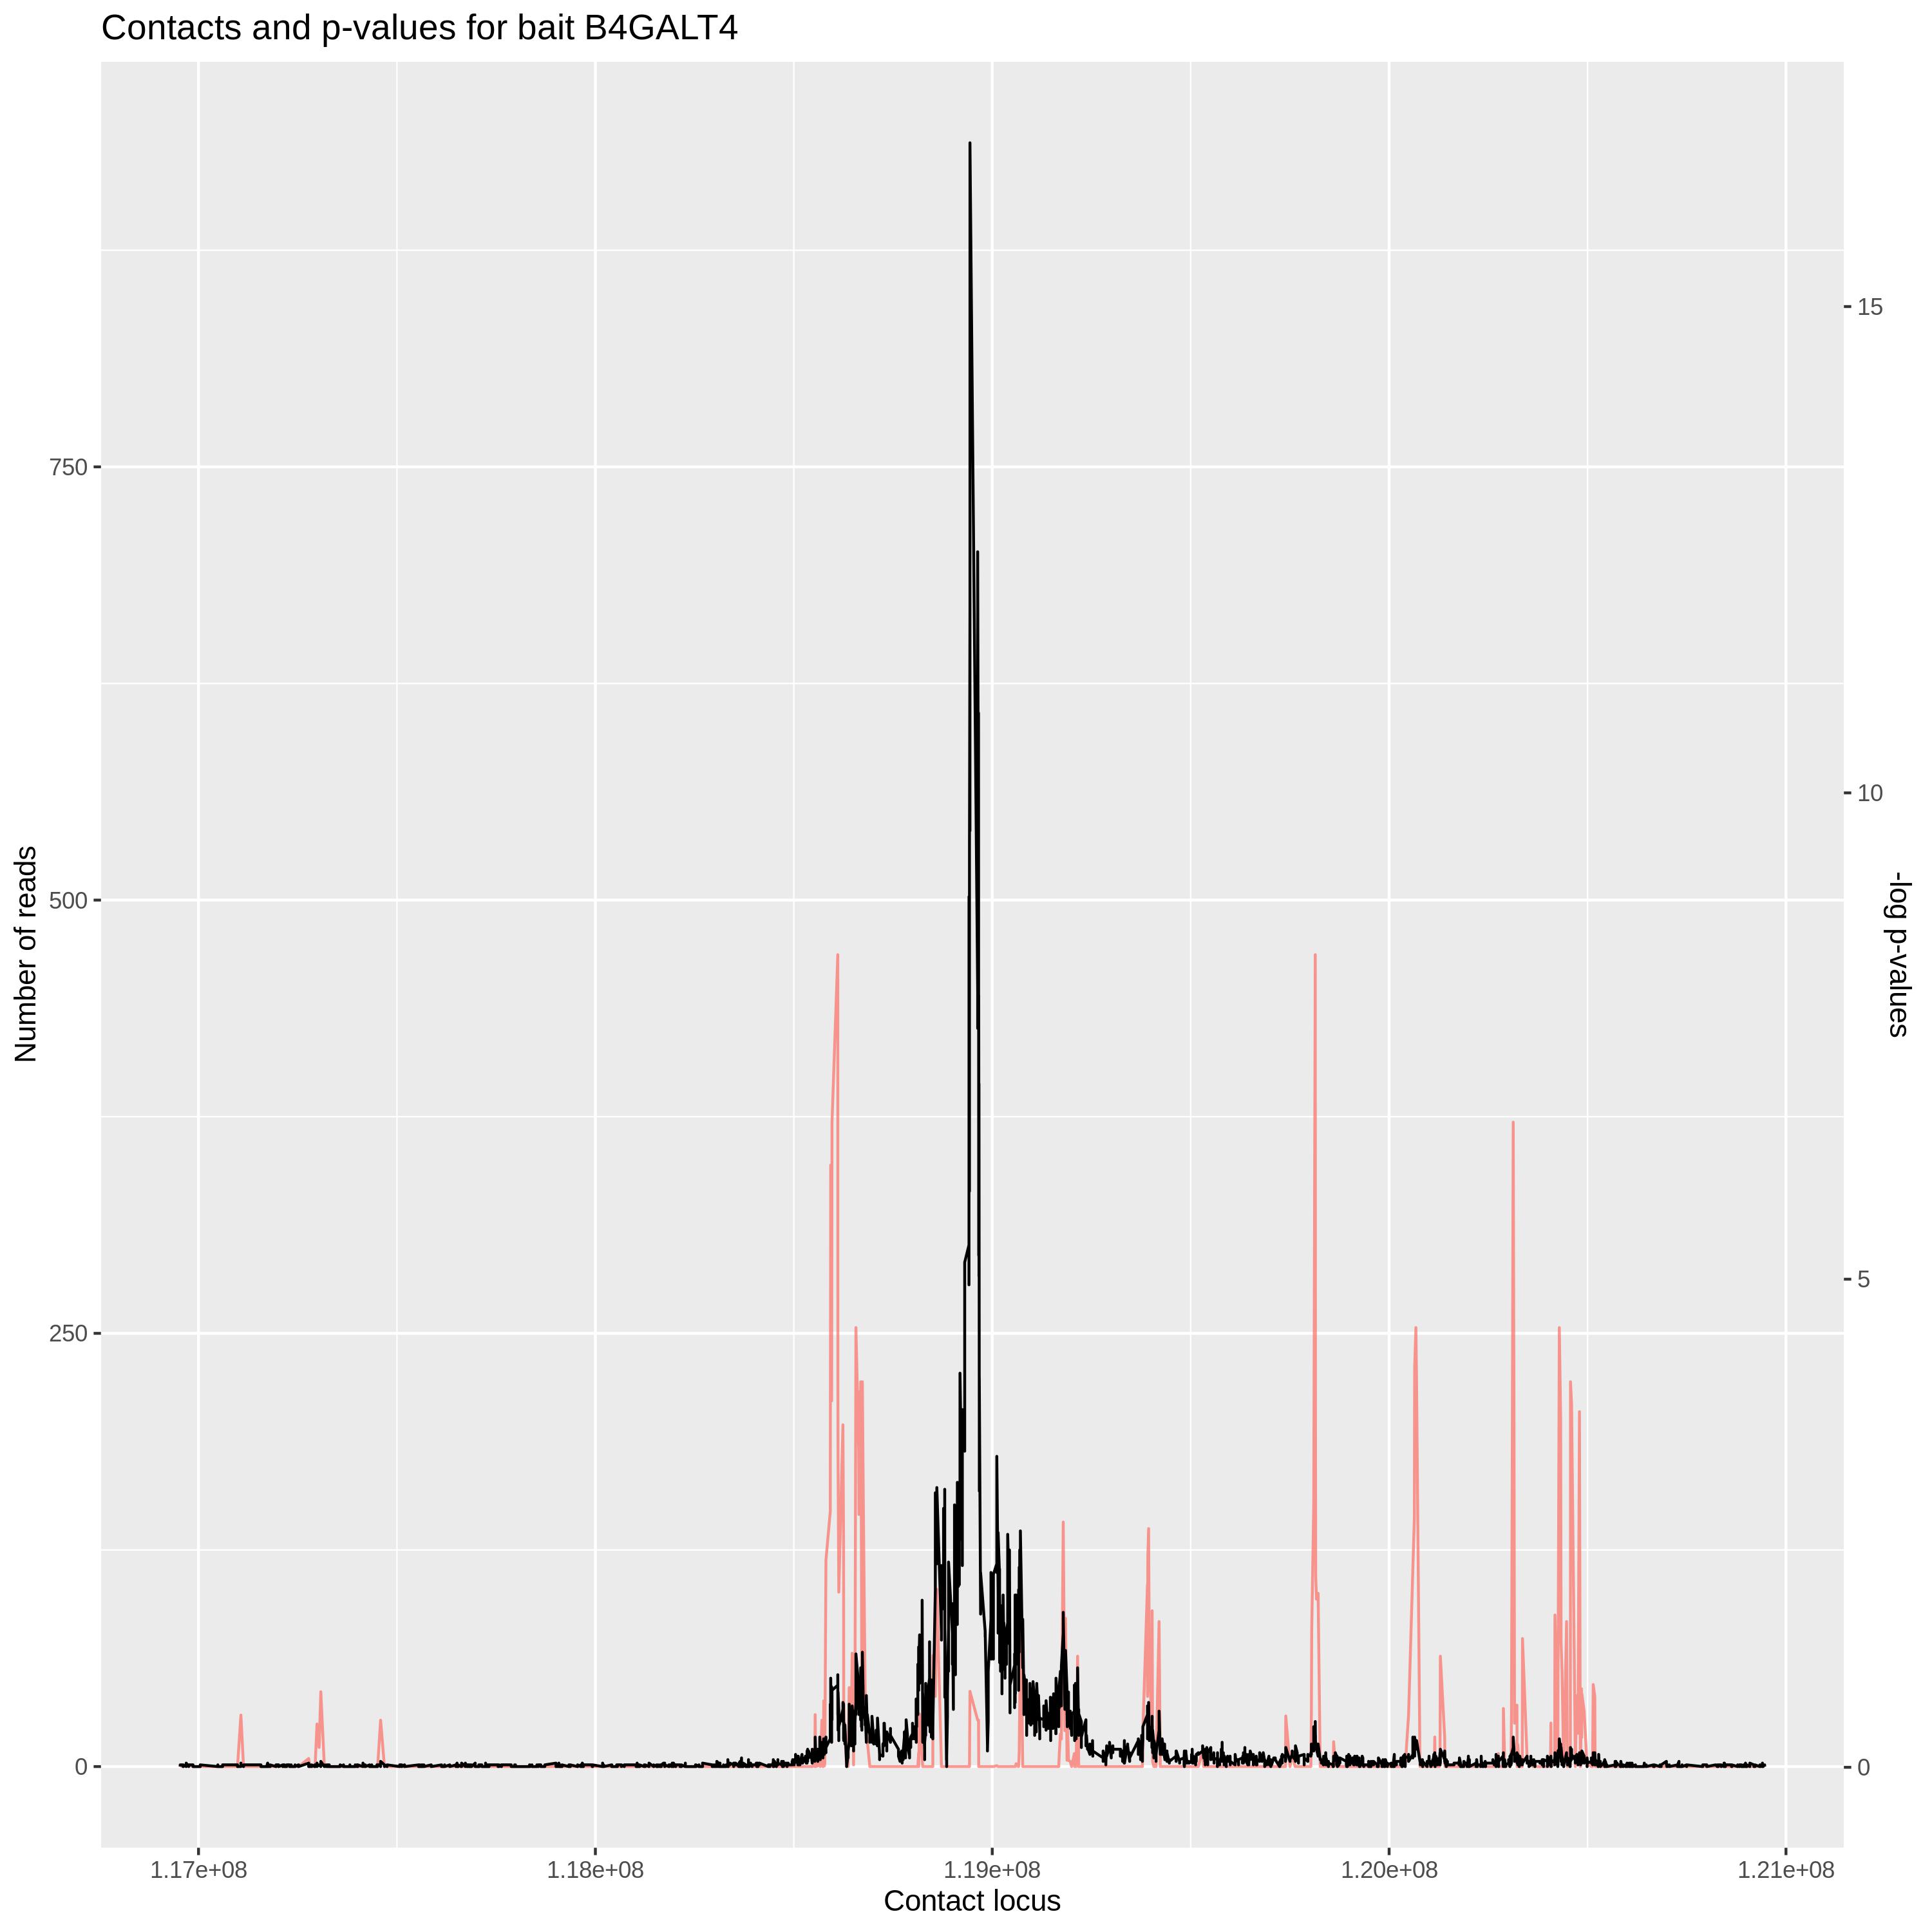 Contacts and p-values for bait B4GALT4
Number of reads
750
500
250
0
15
10
5
0
-log p-values
1.17e+08 1.18e+08 1.19e+08 1.20e+08 1.21e+08
Contact locus